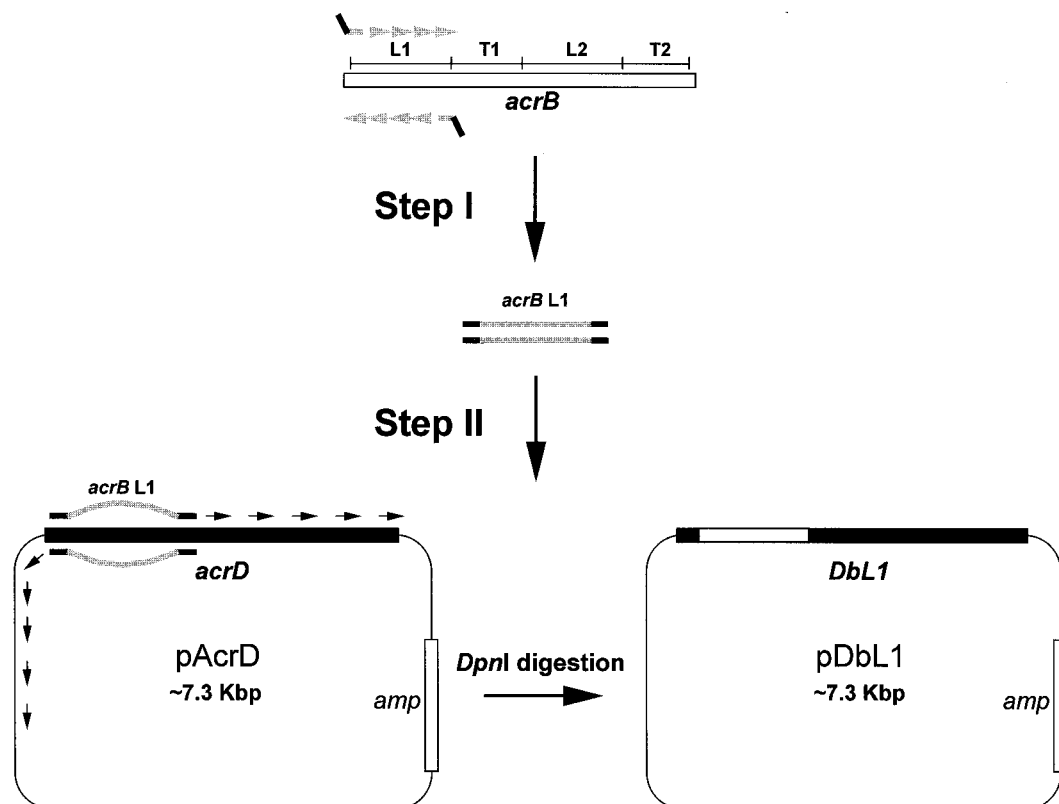 L1 T1 L2 T2
acrB
Step I
acrB L1
Step II
acrB L1
acrD
DbL1
pAcrD
~7.3 Kbp
amp
DpnI digestion
pDbL1
~7.3 Kbp
amp